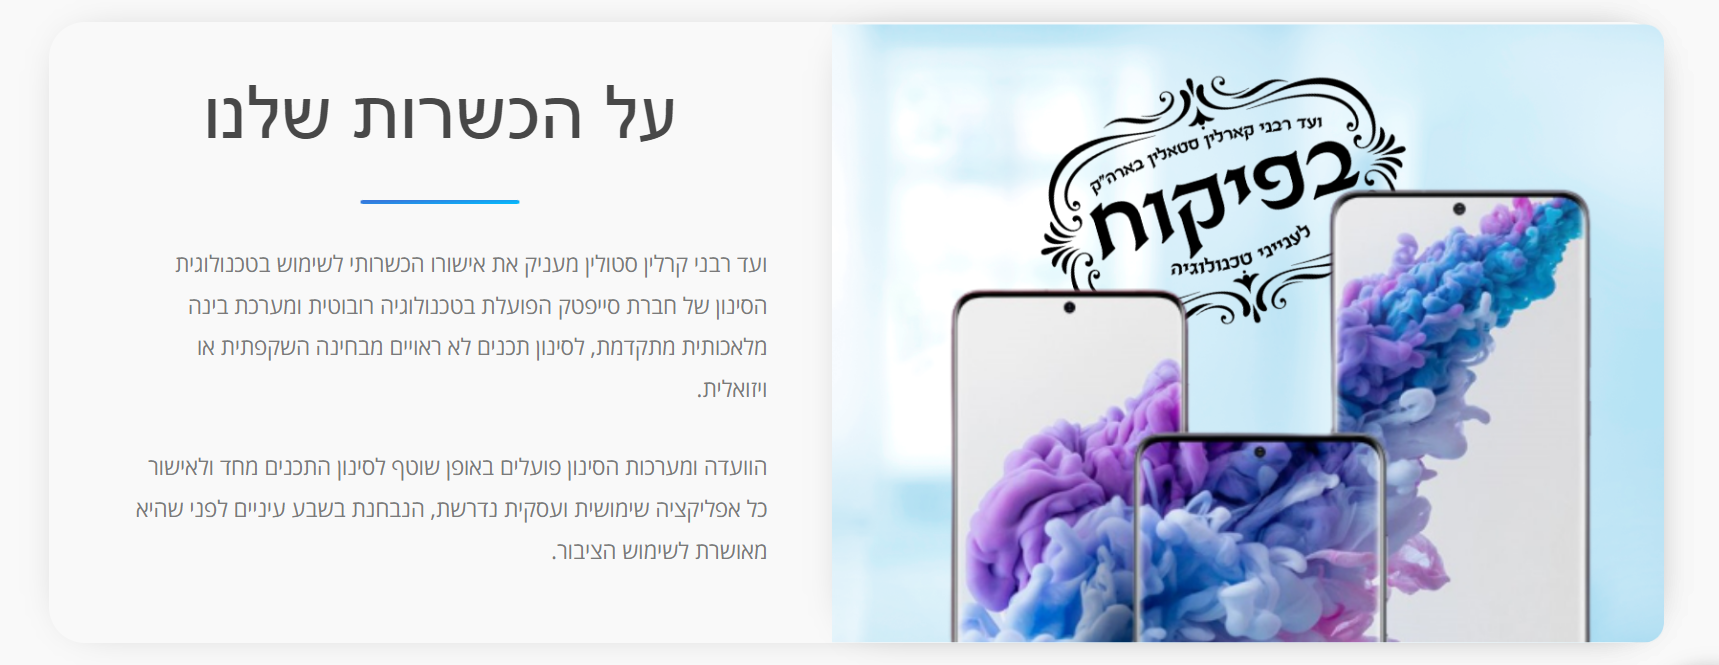 על הכשרות שלנו
ועד רבני קרלין סטולין מעניק את אישורו הכשרותי לשימוש בטכנולוגית
הסינון של חברת סייפטק הפועלת בטכנולוגיה רובוטית ומערכת בינה
מלאכותית מתקדמת, לסינון תכנים לא ראויים מבחינה השקפתית או
ויזואלית.
הוועדה ומערכות הסינון פועלים באופן שוטף לסינון התכנים מחד ולאישור
כל אפליקציה שימושית ועסקית נדרשת, הנבחנת בשבע עיניים לפני שהיא
מאושרת לשימוש הציבור.
ועד רבני קארלין סטאלין בארה"ק
בפיקוח
לענייני טכנולוגיה